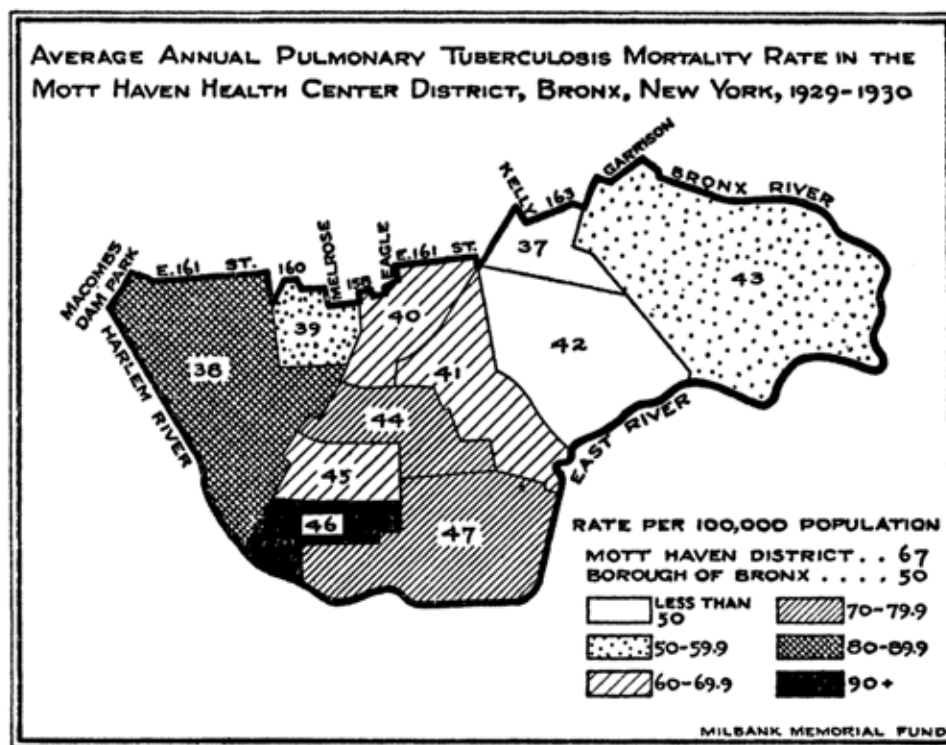 AVERAGE ANNUAL PULMONARY TUBERCULOSIS MORTALITY RATE IN THE
MOTT HAVEN HEALTH CENTER DISTRICT, BRONX, NEW YORK, 1929-1930
KELLY
163
GARRISON
BRONX RIVER
MACOMBS
DAM PARK
E. 161 ST.
160
MELROSE
EAGLE
E. 161 ST.
37
43
39
40
42
38
41
HARLEM RIVER
44
EAST RIVER
45
46
47
RATE PER 100,000 POPULATION
MOTT HAVEN DISTRICT . . 67
BOROUGH OF BRONX . . . . 50
LESS THAN
50
70-79.9
50-59.9
80-89.9
60-69.9
90+
MILBANK MEMORIAL FUND